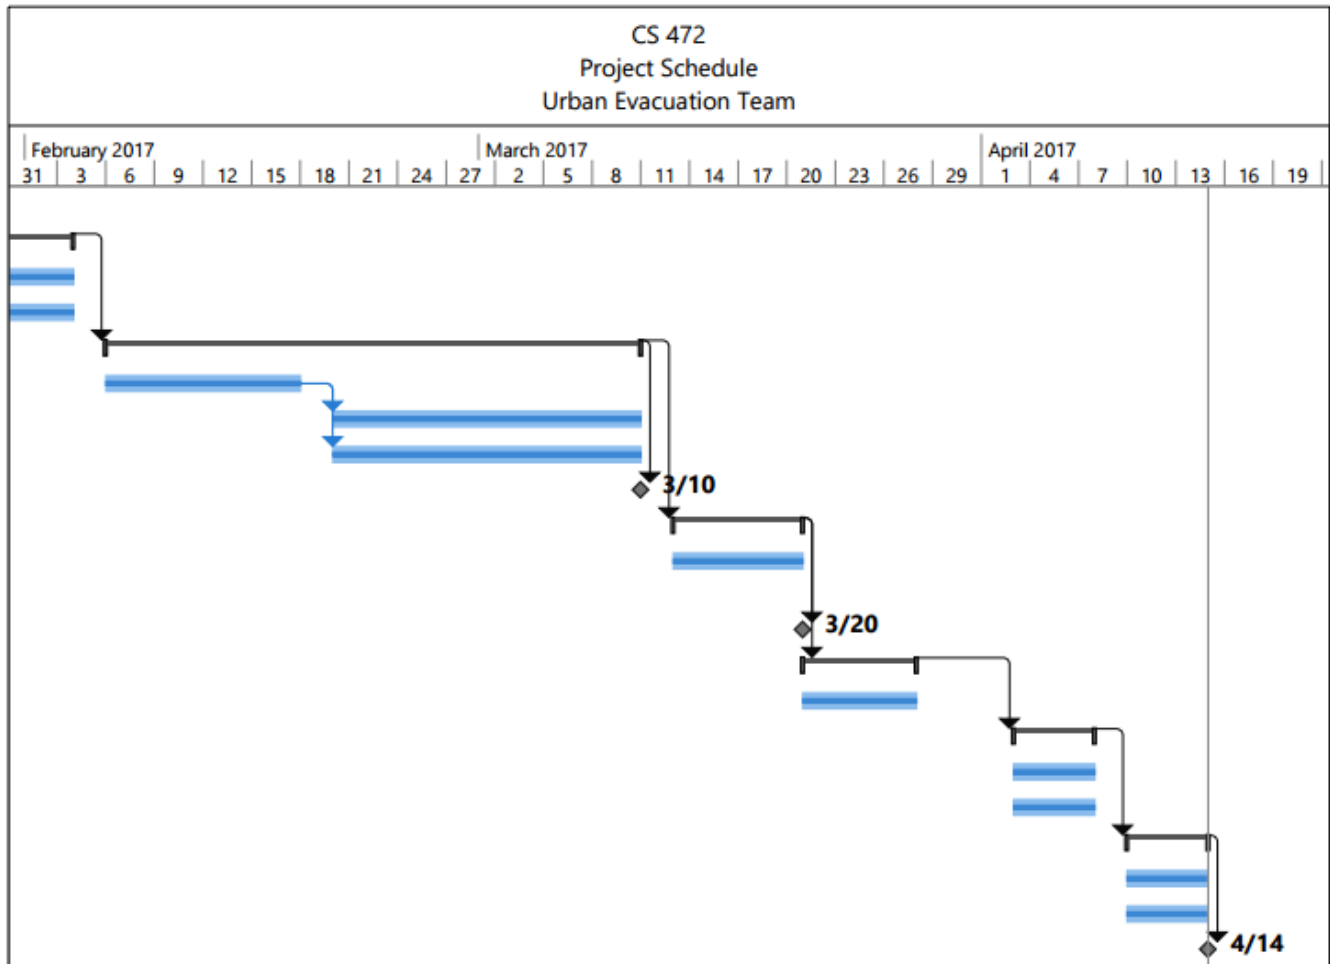 CS 472
Project Schedule
Urban Evacuation Team
February 2017 March 2017 April 2017
31 3 6 9 12 15 18 21 24 27 2 5 8 11 14 17 20 23 26 29 1 4 7 10 13 16 19
3/10
3/20
4/14